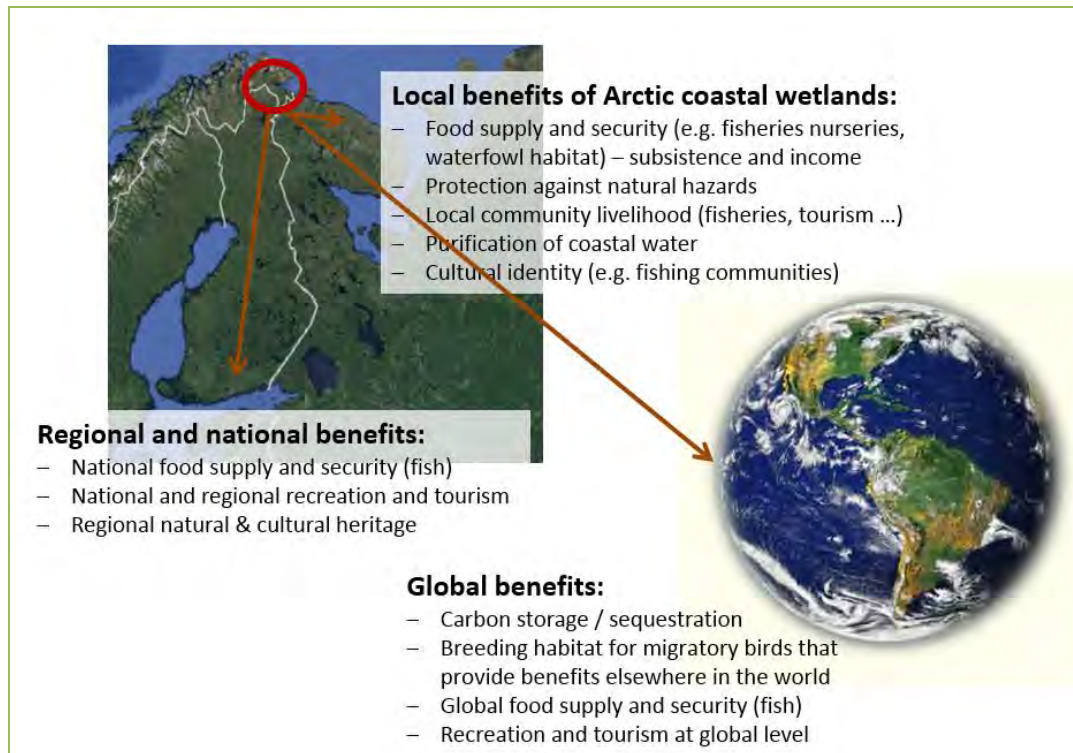 Local benefits of Arctic coastal wetlands:
– Food supply and security (e.g. fisheries nurseries,
waterfowl habitat) – subsistence and income
– Protection against natural hazards
– Local community livelihood (fisheries, tourism ...)
– Purification of coastal water
– Cultural identity (e.g. fishing communities)
Regional and national benefits:
– National food supply and security (fish)
– National and regional recreation and tourism
– Regional natural & cultural heritage
Global benefits:
– Carbon storage / sequestration
– Breeding habitat for migratory birds that
provide benefits elsewhere in the world
– Global food supply and security (fish)
– Recreation and tourism at global level